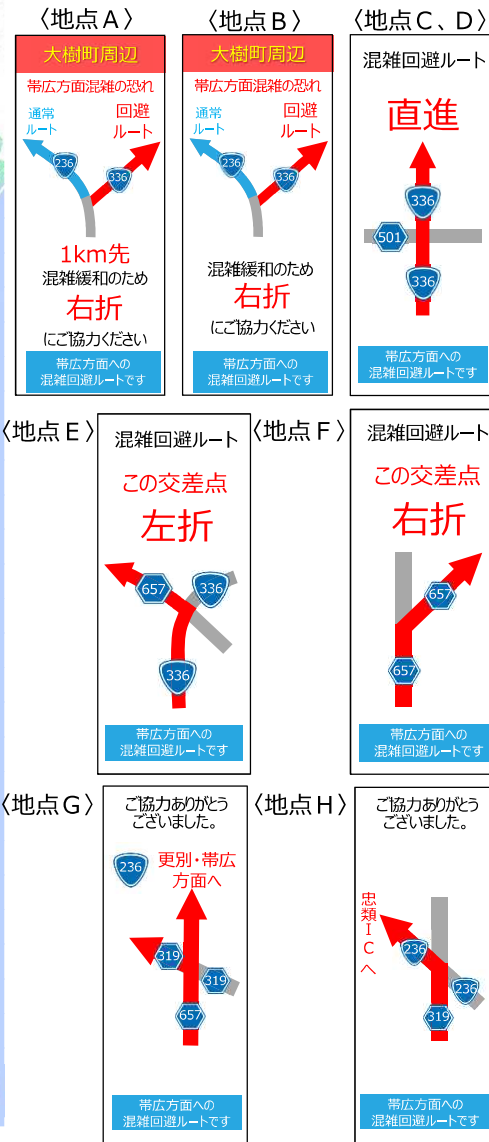 〈地点A〉
大樹町周辺
帯広方面混雑の恐れ
通常
ルート
回避
ルート
236
336
1km先
混雑緩和のため
右折
にご協力ください
帯広方面への
混雑回避ルートです
〈地点B〉
大樹町周辺
帯広方面混雑の恐れ
通常
ルート
回避
ルート
236
336
混雑緩和のため
右折
にご協力ください
帯広方面への
混雑回避ルートです
〈地点C、D〉
混雑回避ルート
直進
336
501
336
帯広方面への
混雑回避ルートです
〈地点E〉
混雑回避ルート
この交差点
左折
657
336
336
帯広方面への
混雑回避ルートです
〈地点F〉
混雑回避ルート
この交差点
右折
657
657
帯広方面への
混雑回避ルートです
〈地点G〉
ご協力ありがとう
ございました。
236
更別・帯広
方面へ
319
319
657
帯広方面への
混雑回避ルートです
〈地点H〉
ご協力ありがとう
ございました。
忠類ICへ
236
236
319
帯広方面への
混雑回避ルートです